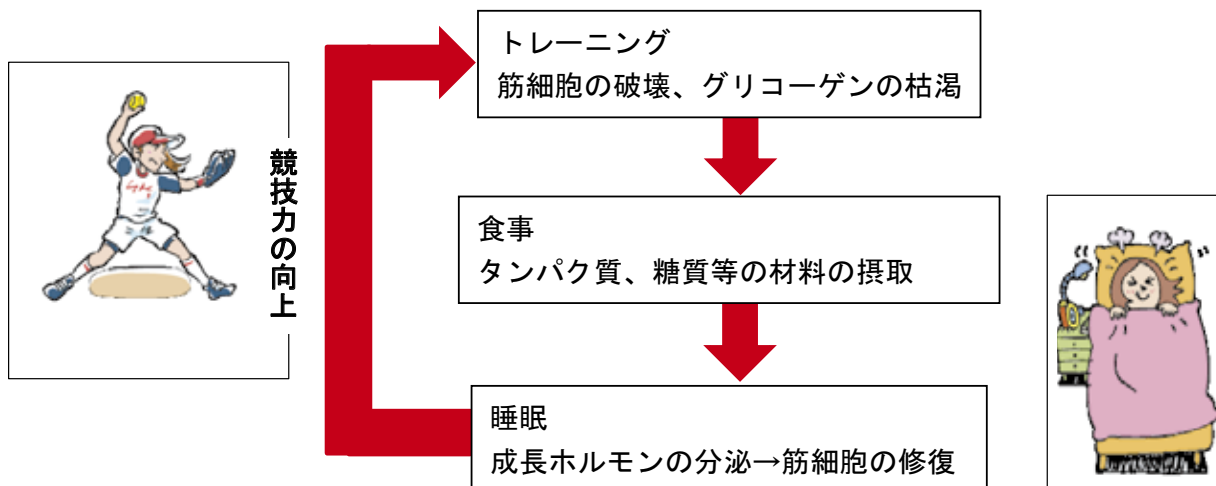 トレーニング
筋細胞の破壊、グリコーゲンの枯渇
競技力の向上
食事
タンパク質、糖質等の材料の摂取
睡眠
成長ホルモンの分泌→筋細胞の修復